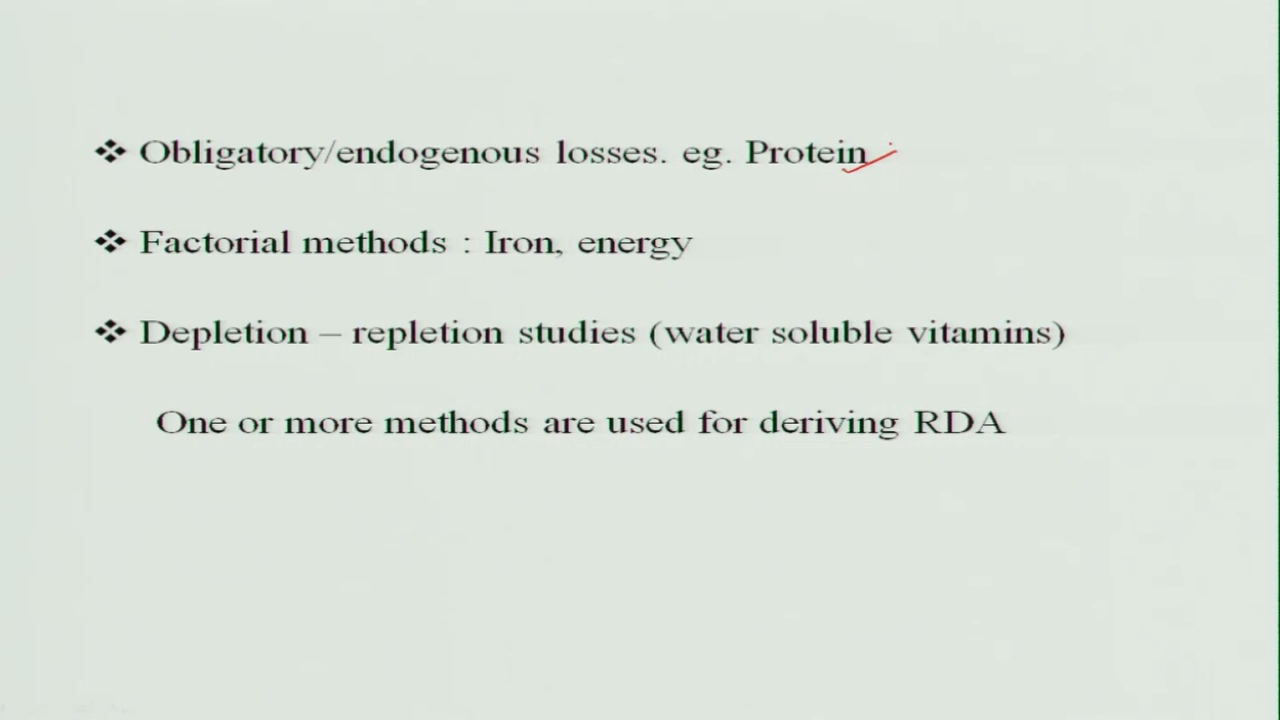 ❖ Obligatory/endogenous losses. eg. Protein
❖ Factorial methods : Iron, energy
❖ Depletion – repletion studies (water soluble vitamins)
One or more methods are used for deriving RDA